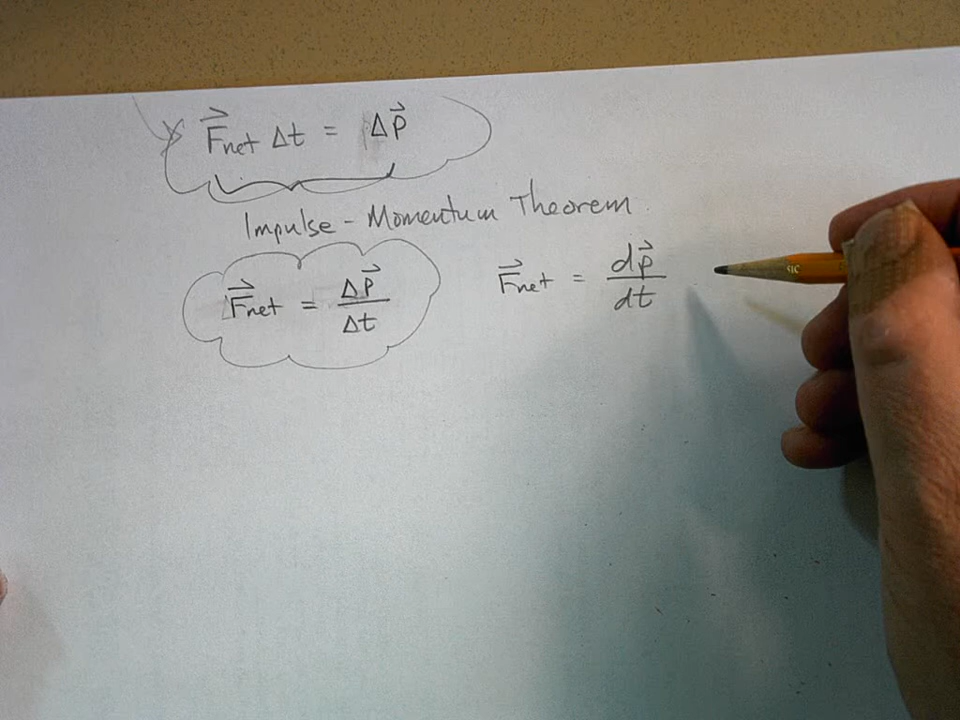 F⃗net Δt = Δp⃗
Impulse - Momentum Theorem
F⃗net = Δp⃗/Δt
F⃗net = dp⃗/dt